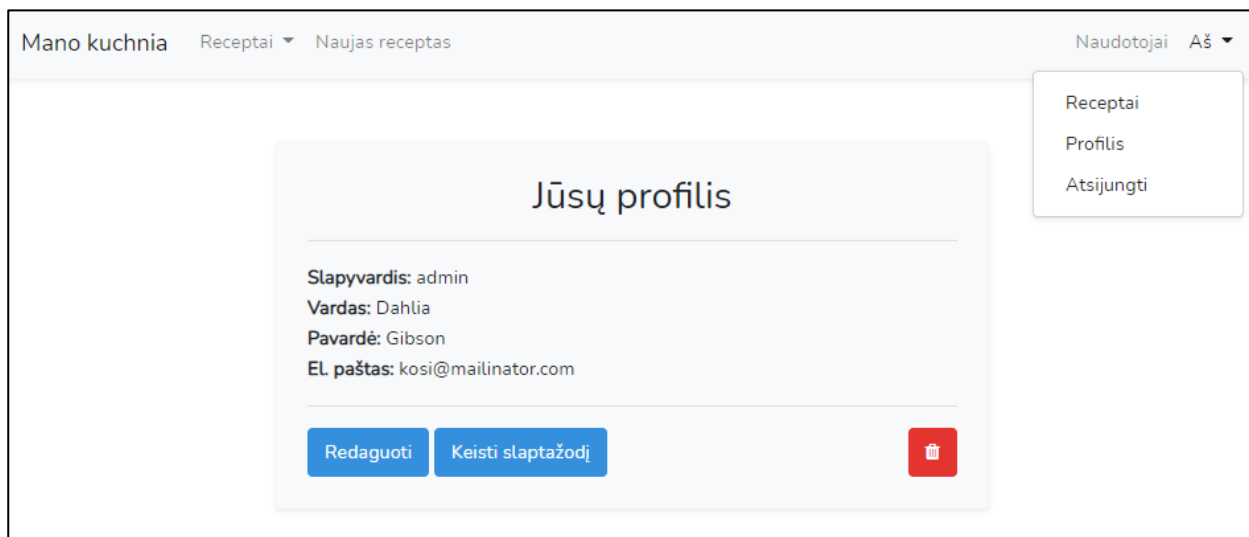 Mano kuchnia Receptai Naujas receptas Naudotojai Aš
Receptai
Profilis
Atsijungti
Jūsų profilis
Slapyvardis: admin
Vardas: Dahlia
Pavardė: Gibson
El. paštas: kosi@mailinator.com
Redaguoti Keisti slaptažodį